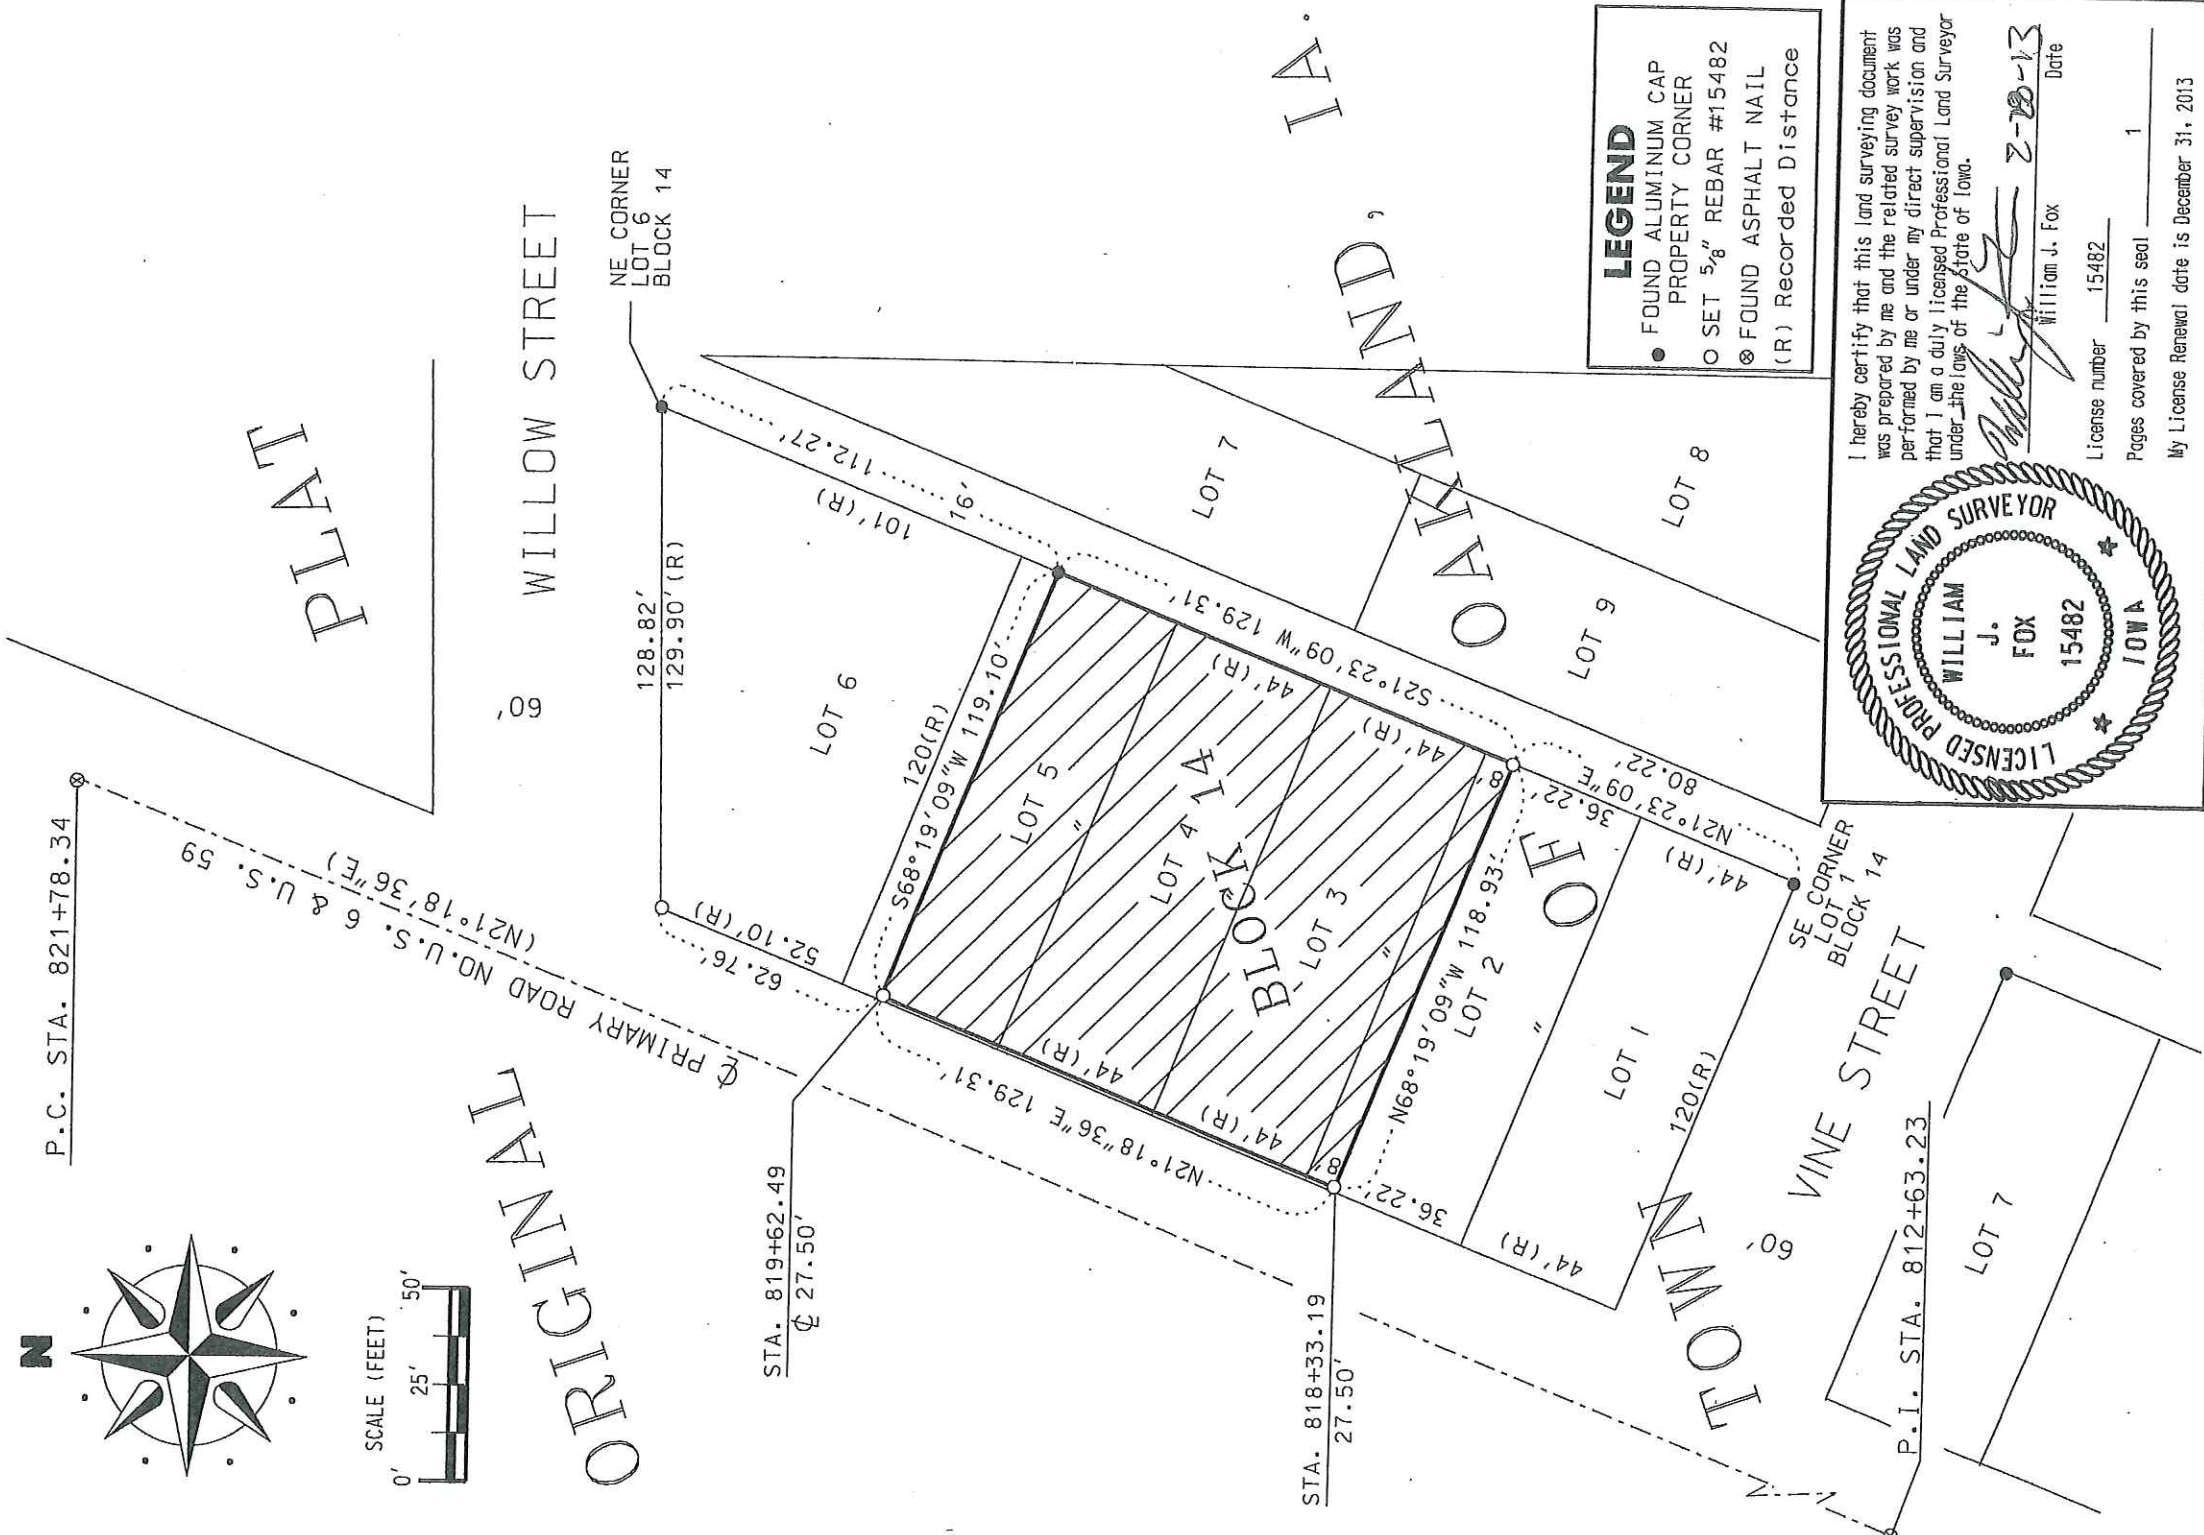 N
SCALE (FEET)
0' 25' 50'
P.C. STA. 821+78.34
PLAT
ORIGINAL
WILLOW STREET
60'
NE CORNER
LOT 6
BLOCK 14
128.82'
129.90'(R)
℄ PRIMARY ROAD NO.U.S. 6 & U.S. 59
(N21°18'36"E)
62.76'
52.10'(R)
LOT 6
101'(R)
112.27'
16'
120(R)
S68°19'09"W 119.10'
STA. 819+62.49
℄ 27.50'
LOT 5
"
LOT 4
BLOCK 14
"
LOT 3
"
44'(R)
44'(R)
44'(R)
44'(R)
8'
8'
N21°18"36"E 129.31'
S21°23'09"W 129.31'
LOT 7
LOT 8
LOT 9
STA. 818+33.19
27.50'
N68°19'09"W 118.93'
LOT 2
"
36.22'
36.22'
N21°23'09"E
80.22'
44'(R)
44'(R)
LOT 1
120(R)
SE CORNER
LOT 1
BLOCK 14
TOWN OF OAKLAND, IA.
VINE STREET
60'
P.I. STA. 812+63.23
LOT 7
LEGEND
● FOUND ALUMINUM CAP
PROPERTY CORNER
○ SET 5/8" REBAR #15482
⊗ FOUND ASPHALT NAIL
(R) Recorded Distance
LICENSED PROFESSIONAL LAND SURVEYOR
WILLIAM
J.
FOX
15482
IOWA
I hereby certify that this land surveying document
was prepared by me and the related survey work was
performed by me or under my direct supervision and
that I am a duly licensed Professional Land Surveyor
under the laws of the State of Iowa.
William J. Fox Date
License number 15482
Pages covered by this seal 1
My License Renewal date is December 31, 2013